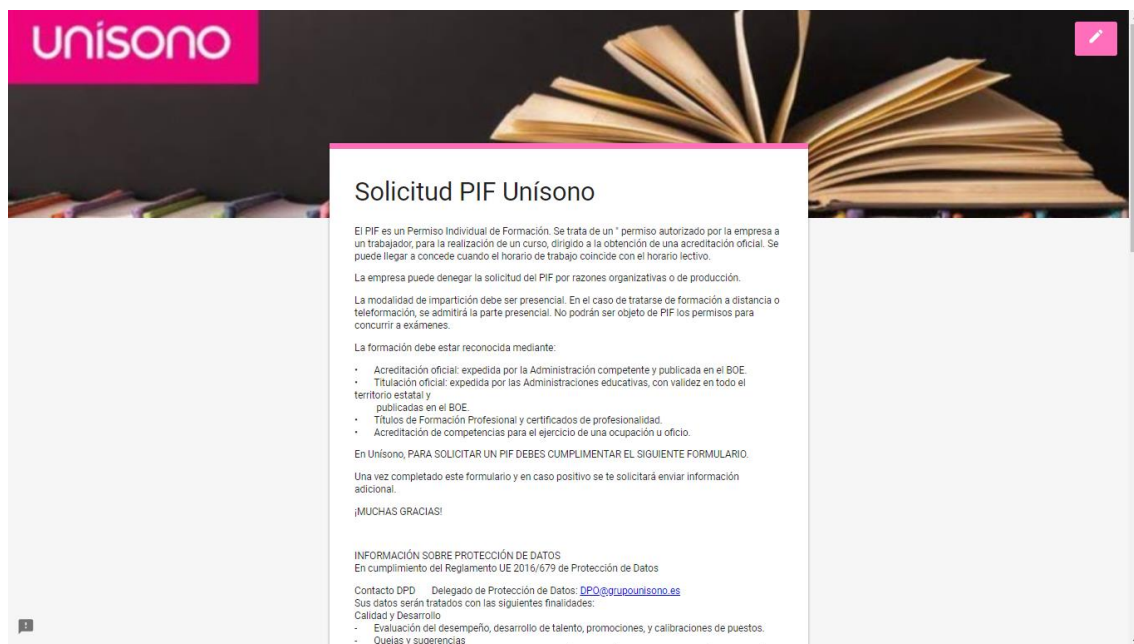 unísono
Solicitud PIF Unísono
El PIF es un Permiso Individual de Formación. Se trata de un " permiso autorizado por la empresa a
un trabajador, para la realización de un curso, dirigido a la obtención de una acreditación oficial. Se
puede llegar a concede cuando el horario de trabajo coincide con el horario lectivo.
La empresa puede denegar la solicitud del PIF por razones organizativas o de producción.
La modalidad de impartición debe ser presencial. En el caso de tratarse de formación a distancia o
teleformación, se admitirá la parte presencial. No podrán ser objeto de PIF los permisos para
concurrir a exámenes.
La formación debe estar reconocida mediante:
• Acreditación oficial: expedida por la Administración competente y publicada en el BOE.
• Titulación oficial: expedida por las Administraciones educativas, con validez en todo el
territorio estatal y
publicadas en el BOE.
• Títulos de Formación Profesional y certificados de profesionalidad.
• Acreditación de competencias para el ejercicio de una ocupación u oficio.
En Unísono, PARA SOLICITAR UN PIF DEBES CUMPLIMENTAR EL SIGUIENTE FORMULARIO.
Una vez completado este formulario y en caso positivo se te solicitará enviar información
adicional.
¡MUCHAS GRACIAS!
INFORMACIÓN SOBRE PROTECCIÓN DE DATOS
En cumplimiento del Reglamento UE 2016/679 de Protección de Datos
Contacto DPD Delegado de Protección de Datos: DPO@grupounisono.es
Sus datos serán tratados con las siguientes finalidades:
Calidad y Desarrollo
- Evaluación del desempeño, desarrollo de talento, promociones, y calibraciones de puestos.
- Quejas y sugerencias